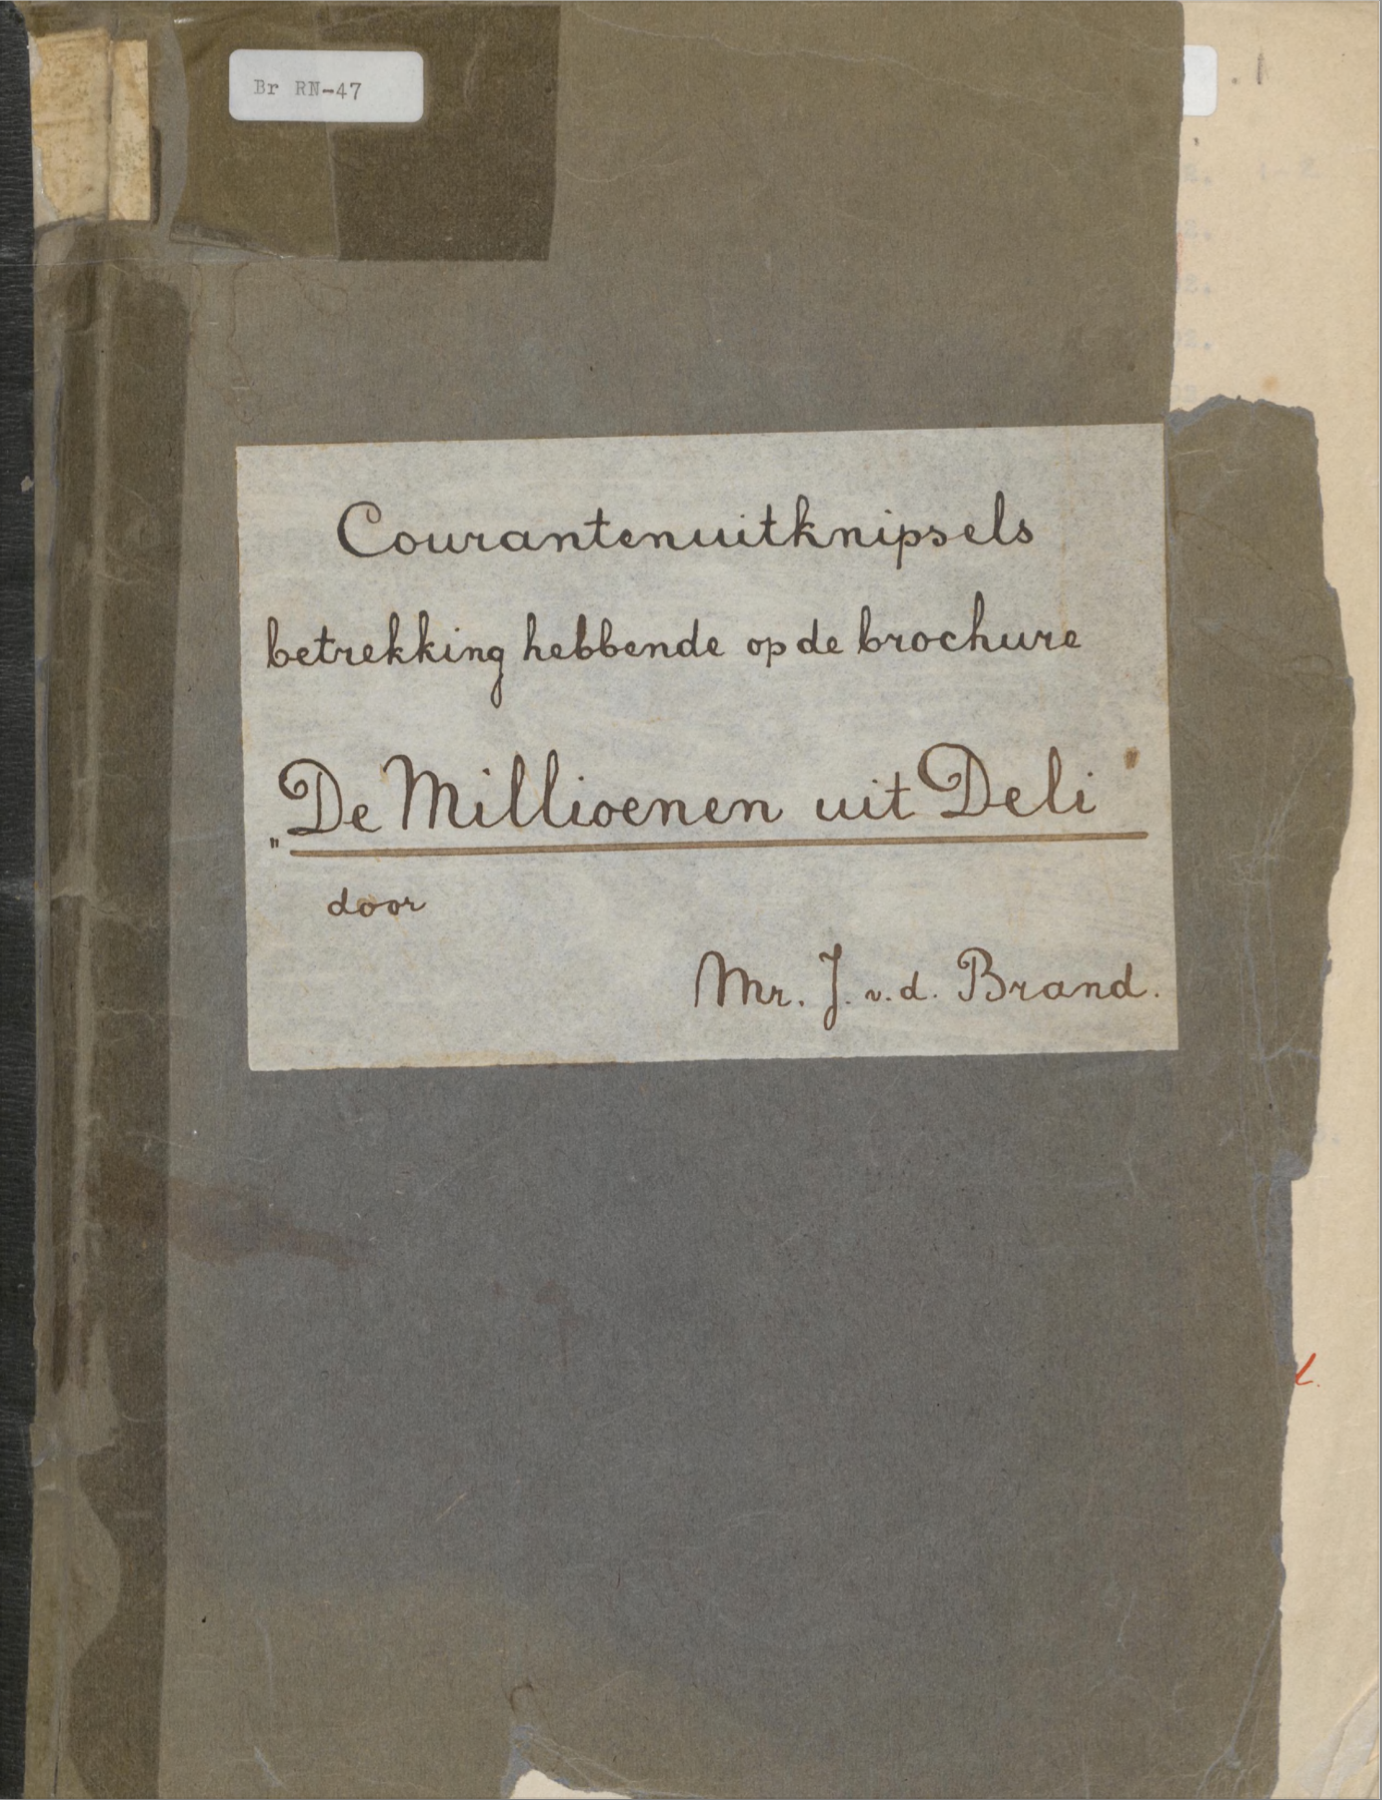 Br RN-47
Courantenuitknipsels
betrekking hebbende op de brochure
„De Millioenen uit Deli"
door
Mr. J. v.d. Brand.